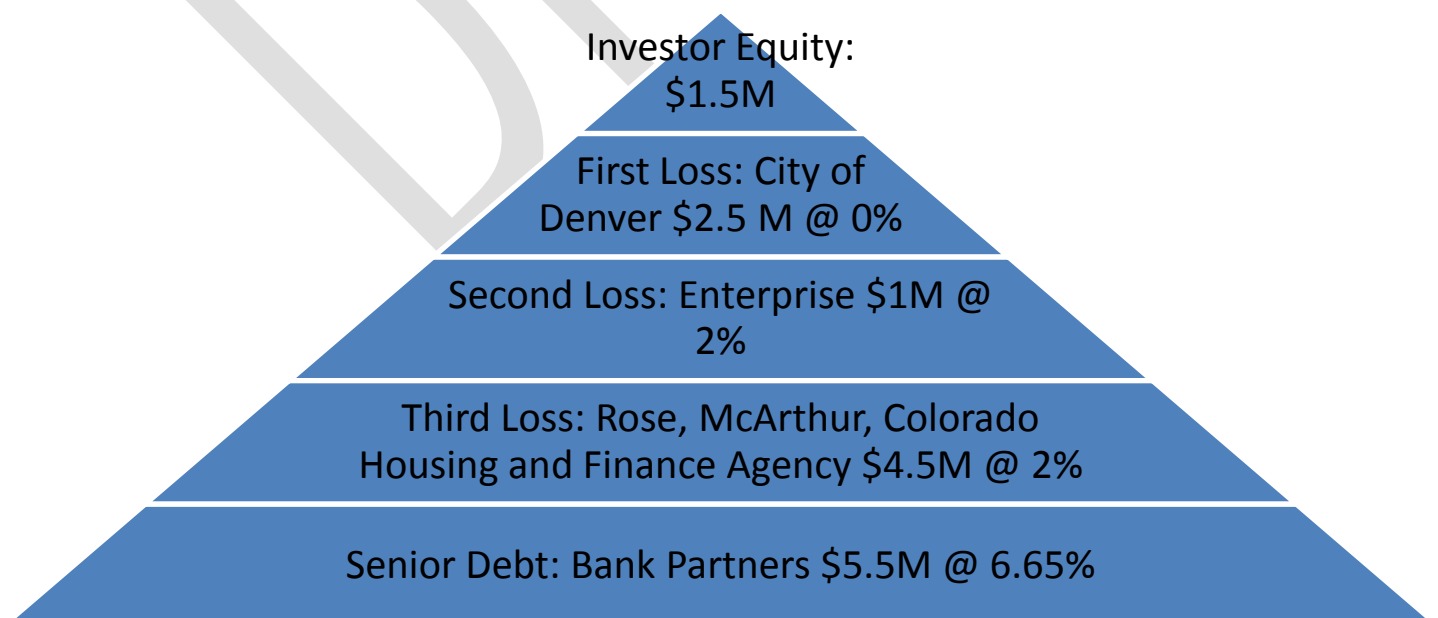 Investor Equity:
$1.5M
First Loss: City of
Denver $2.5 M @ 0%
Second Loss: Enterprise $1M @
2%
Third Loss: Rose, McArthur, Colorado
Housing and Finance Agency $4.5M @ 2%
Senior Debt: Bank Partners $5.5M @ 6.65%